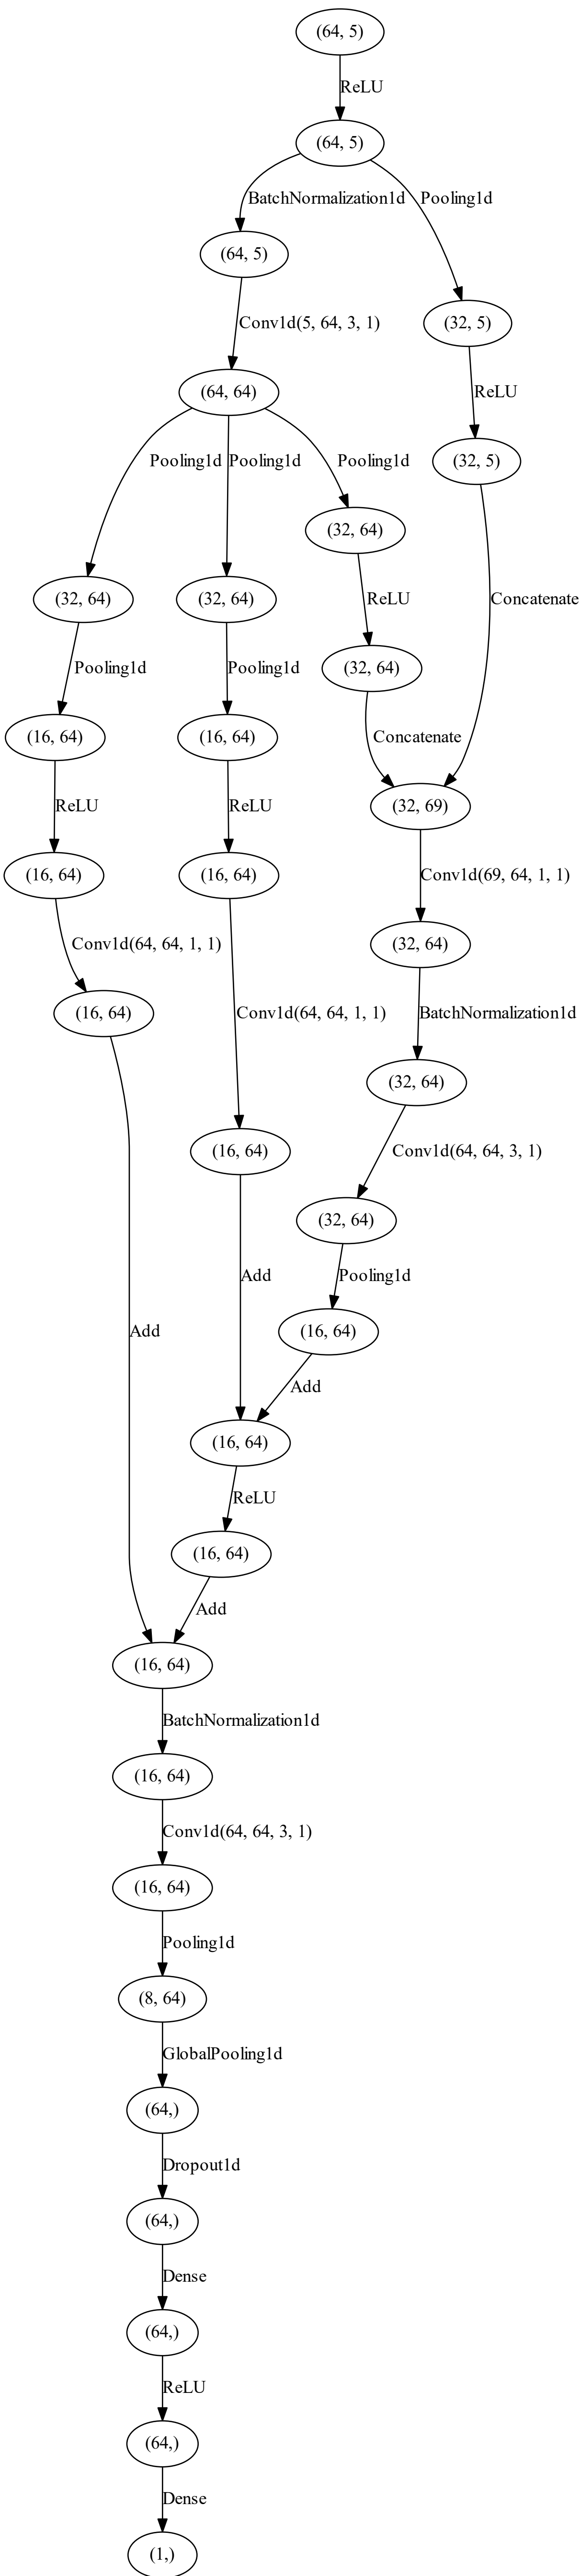 (64, 5)
ReLU
(64, 5)
BatchNormalization1d Pooling1d
(64, 5)
Conv1d(5, 64, 3, 1) (32, 5)
(64, 64) ReLU
Pooling1d Pooling1d Pooling1d (32, 5)
(32, 64)
(32, 64) (32, 64) ReLU Concatenate
Pooling1d Pooling1d (32, 64)
(16, 64) (16, 64) Concatenate
ReLU ReLU (32, 69)
(16, 64) (16, 64) Conv1d(69, 64, 1, 1)
Conv1d(64, 64, 1, 1) (32, 64)
(16, 64) Conv1d(64, 64, 1, 1) BatchNormalization1d
(32, 64)
(16, 64) Conv1d(64, 64, 3, 1)
(32, 64)
Add Pooling1d
Add (16, 64)
Add
(16, 64)
ReLU
(16, 64)
Add
(16, 64)
BatchNormalization1d
(16, 64)
Conv1d(64, 64, 3, 1)
(16, 64)
Pooling1d
(8, 64)
GlobalPooling1d
(64,)
Dropout1d
(64,)
Dense
(64,)
ReLU
(64,)
Dense
(1,)